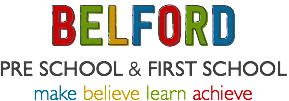 BELFORD
PRE SCHOOL & FIRST SCHOOL
make believe learn achieve